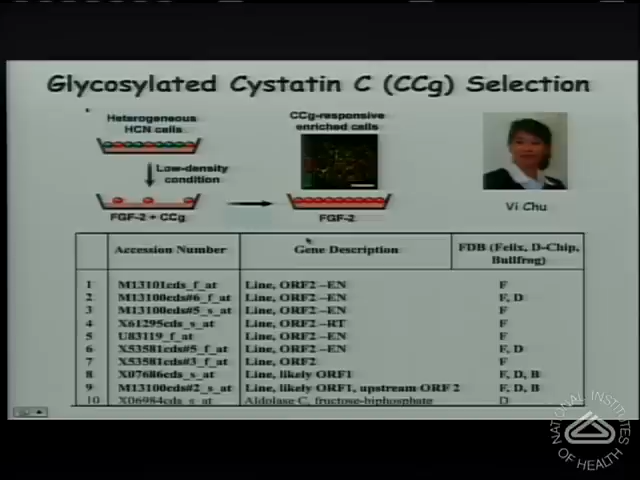 Glycosylated Cystatin C (CCg) Selection
Heterogeneous
HCN cells
Low-density
condition
FGF-2 + CCg
CCg-responsive
enriched cells
FGF-2
Vi Chu
Accession Number Gene Description FDB (Felix, D-Chip,
Bullfrog)
1 M13101cds_f_at Line, ORF2 -EN F
2 M13100cds#6_f_at Line, ORF2 -EN F, D
3 M13100cds#5_s_at Line, ORF2 -EN F
4 X61295cds_s_at Line, ORF2 -RT F
5 U83119_f_at Line, ORF2 -EN F
6 X53581cds#5_f_at Line, ORF2 -EN F, D
7 X53581cds#3_f_at Line, ORF2 F
8 X07686cds_s_at Line, likely ORF1 F, D, B
9 M13100cds#2_s_at Line, likely ORF1, upstream ORF 2 F, D, B
10 X06984cds_s_at Aldolase C, fructose-biphosphate D
NATIONAL INSTITUTES
OF HEALTH